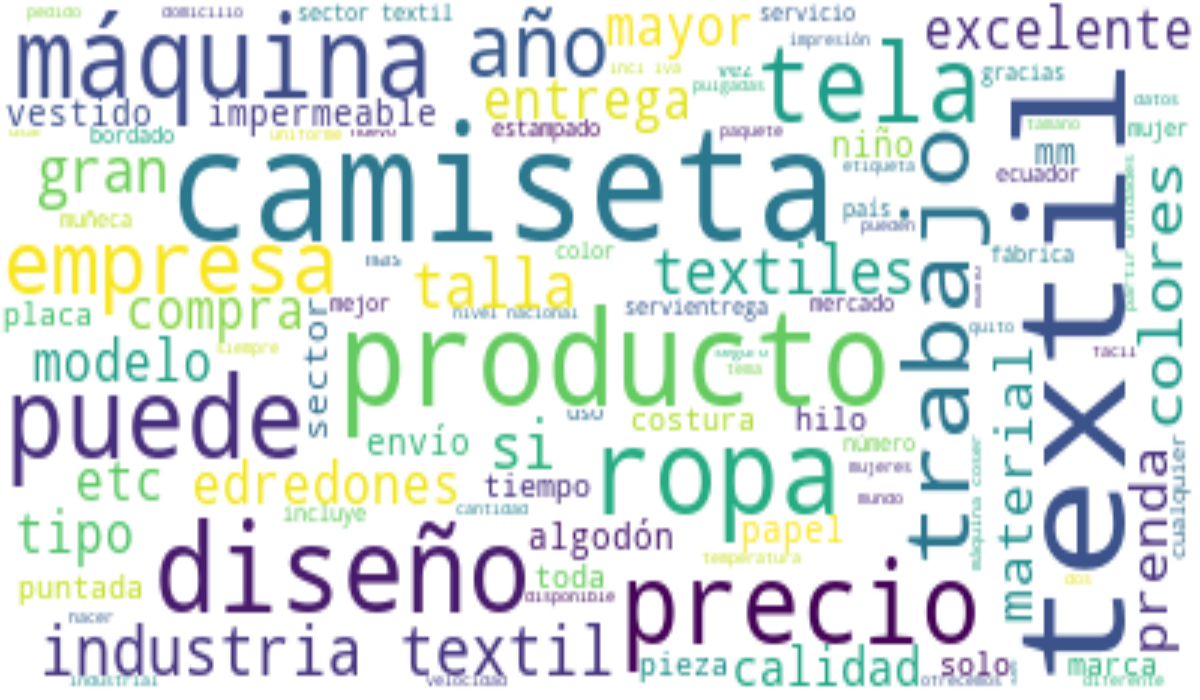 pedido
domicilio
sector textil
servicio
excelente
máquina
año
mayor
impresión
inci iva
vez
tela
gracias
pulgadas
entrega
vestido
impermeable
datos
textil
bordado
uniforme
estampado
paquete
niño
tamano
mujer
gran
camiseta
etiqueta
mm
ecuador
trabajo
unidades
colores
muñeca
país
pueden
empresa
mas
talla
color
textiles
fábrica
partir
placa
compra
sector
mejor
nivel nacional
servientrega
mercado
quito
modelo
siempre
producto
tema
fácil
material
puede
uso
costura
hilo
envío
si
número
etc
edredones
tiempo
ropa
mujeres
mundo
máquina coser
prenda
cualquier
tipo
incluye
cantidad
algodón
papel
diseño
temperatura
puntada
toda
disponible
precio
dos
hacer
industria textil
pieza
calidad
solo
marca
industrial
velocidad
ofrecemos
diferente